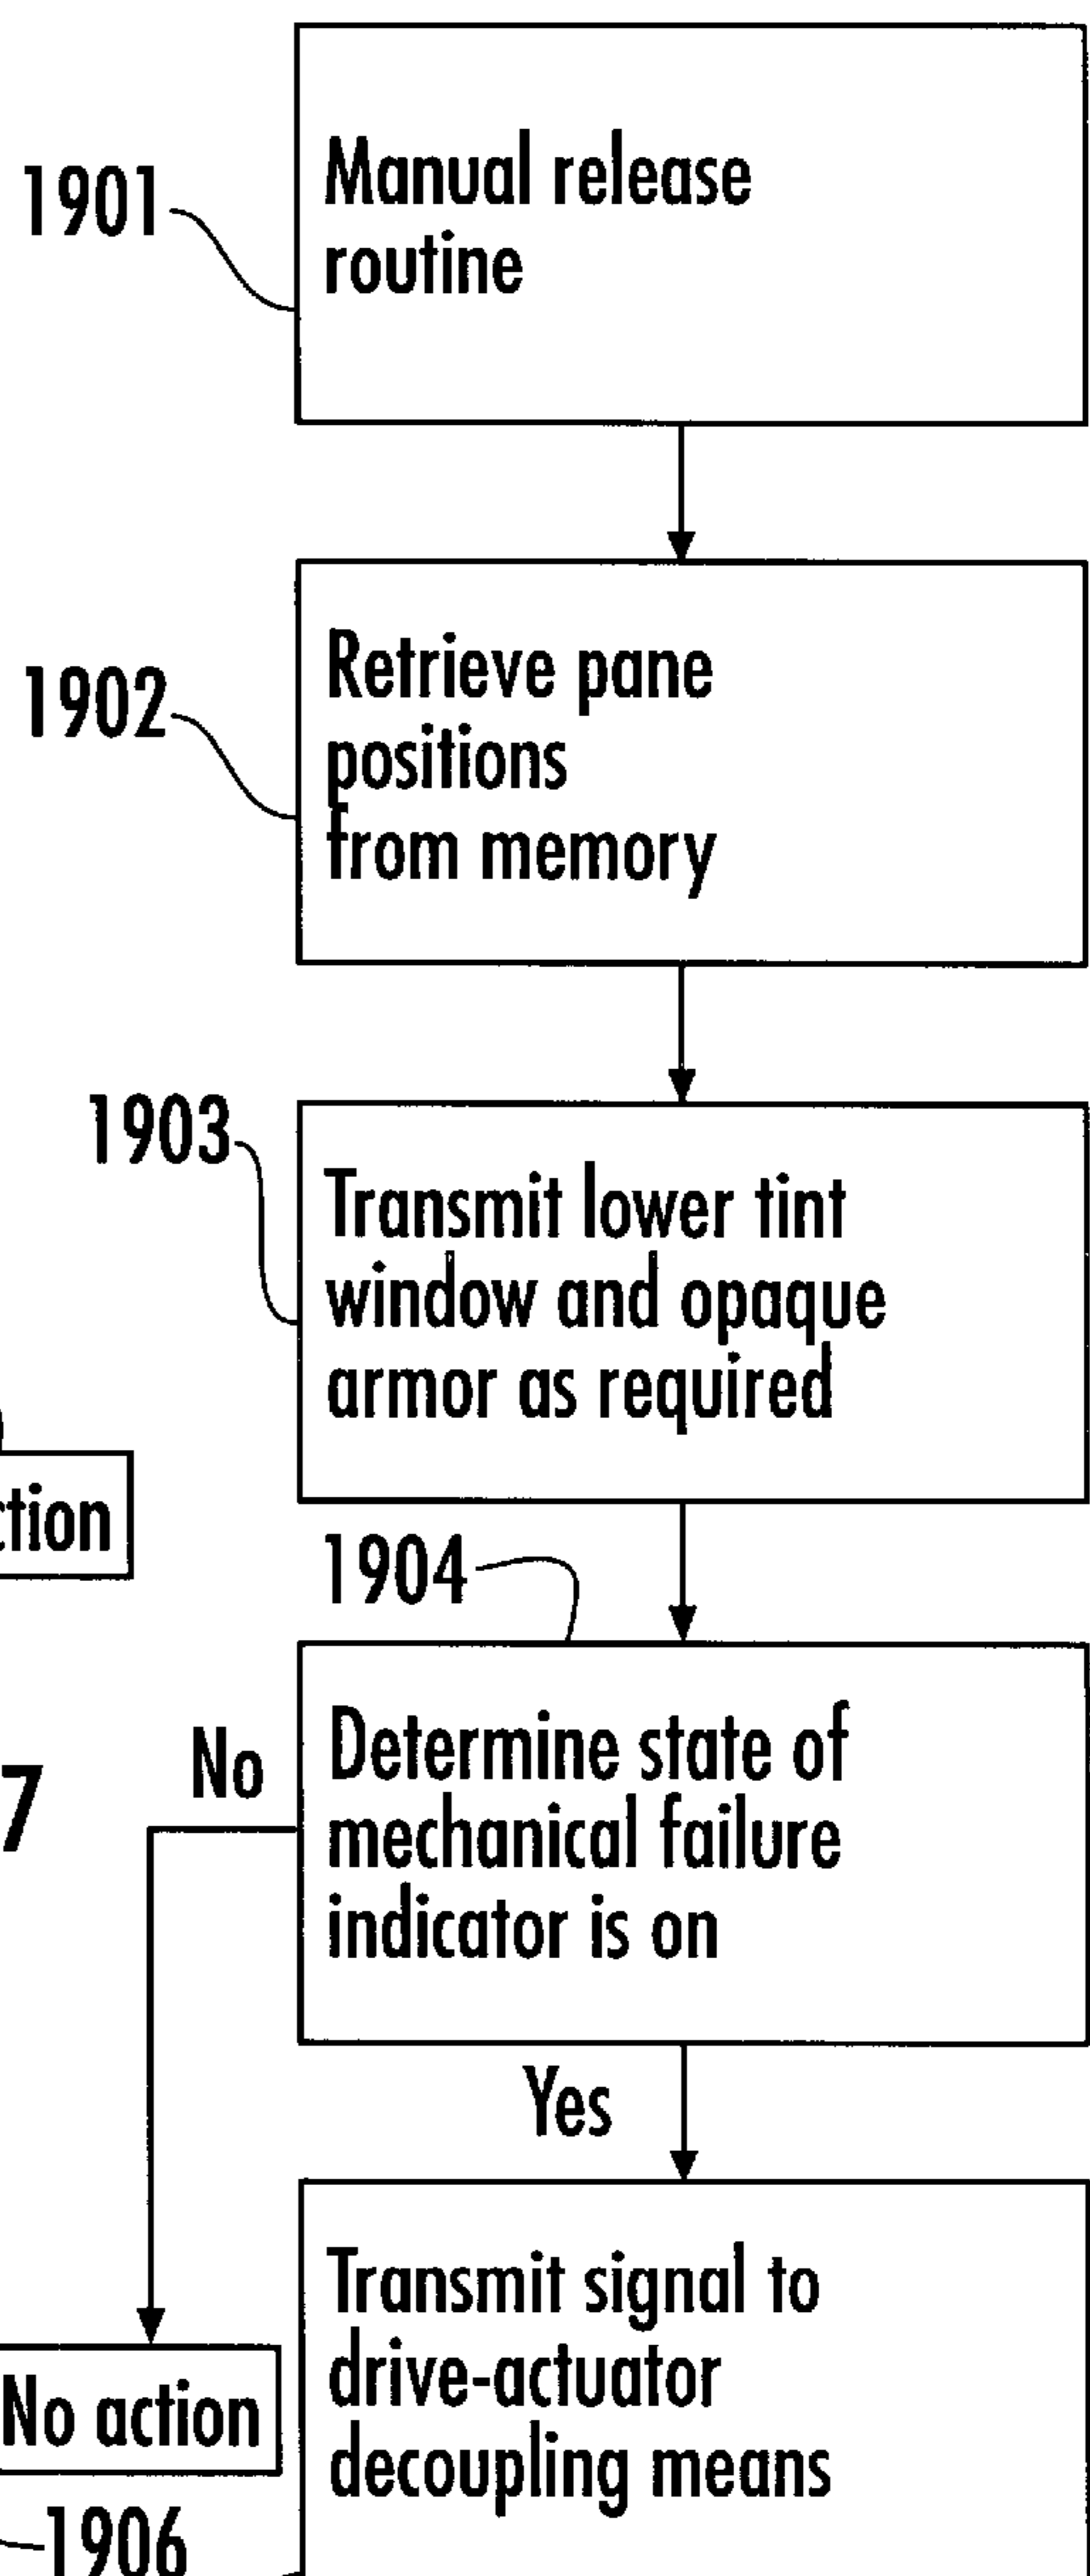 1901
Manual release
routine
1902
Retrieve pane
positions
from memory
1903
Transmit lower tint
window and opaque
armor as required
1904
Determine state of
mechanical failure
indicator is on
No
7
Yes
Transmit signal to
drive-actuator
decoupling means
No action
1906